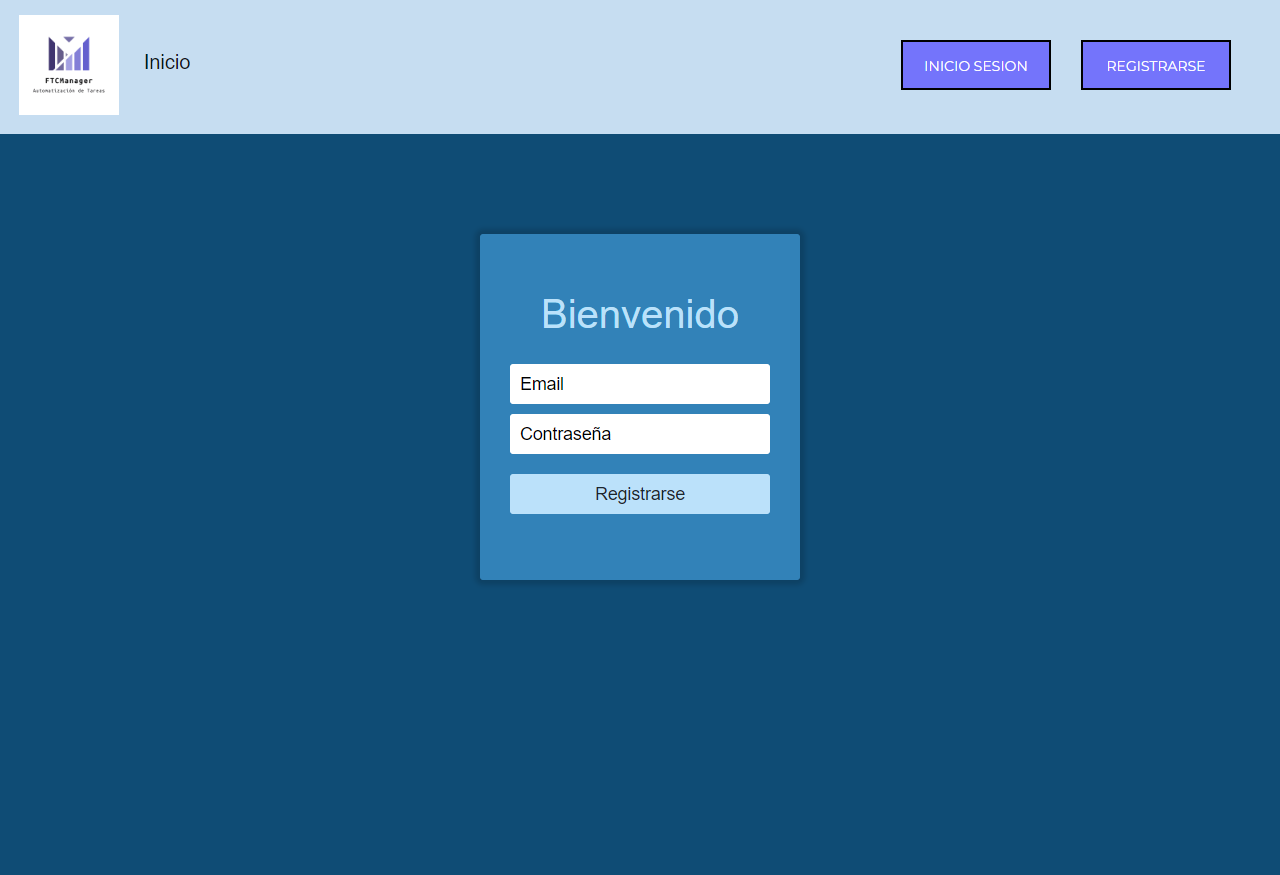 FTCManager
Automatización de Tareas
Inicio
INICIO SESION
REGISTRARSE
Bienvenido
Email
Contraseña
Registrarse